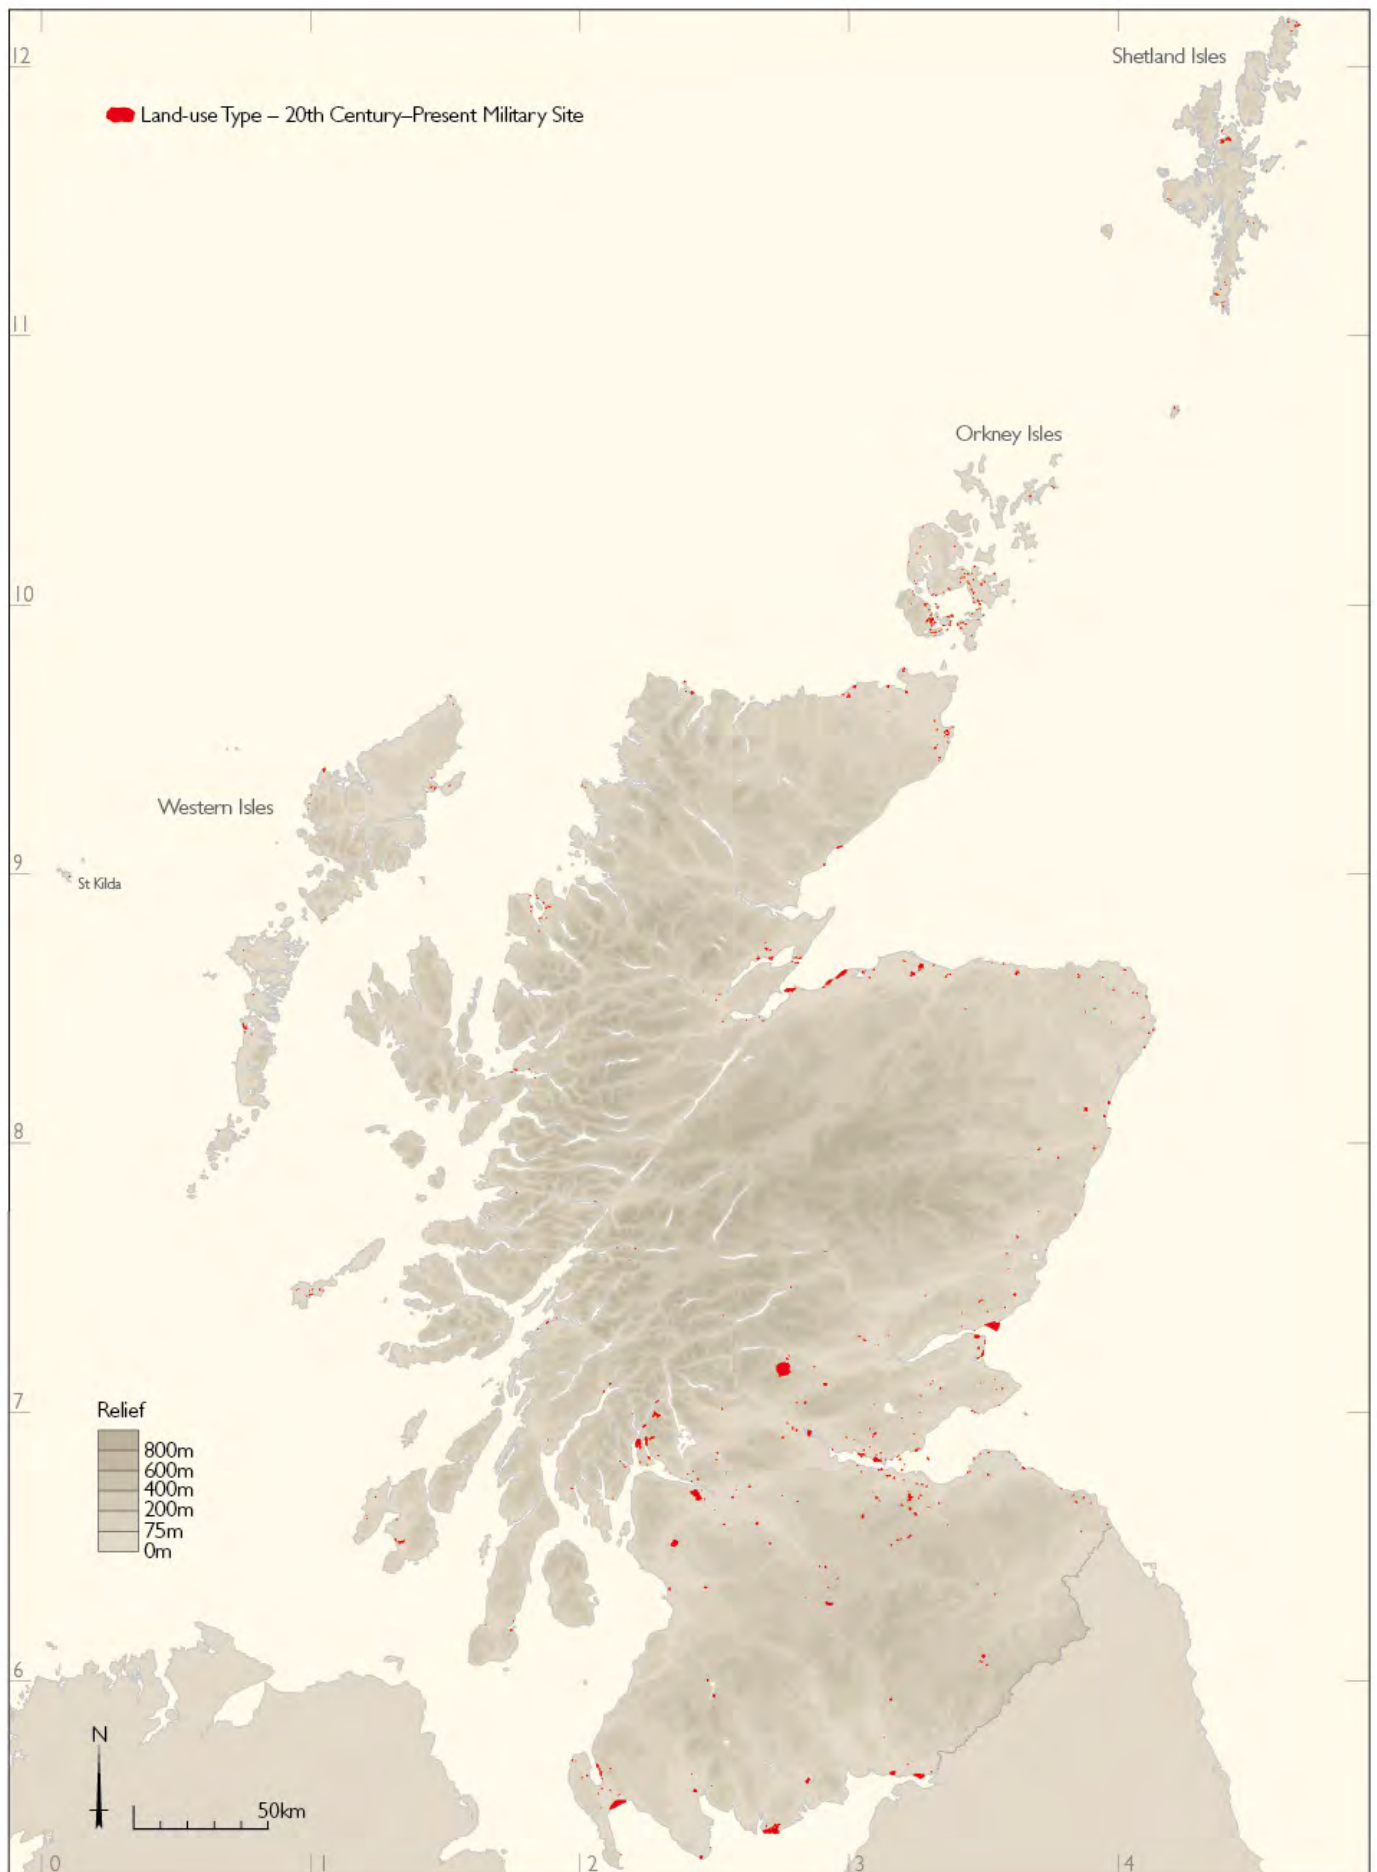 12
Shetland Isles
Land-use Type – 20th Century–Present Military Site
11
Orkney Isles
10
Western Isles
9
St Kilda
8
7
Relief
800m
600m
400m
200m
75m
0m
6
N
50km
0
1
2
3
4